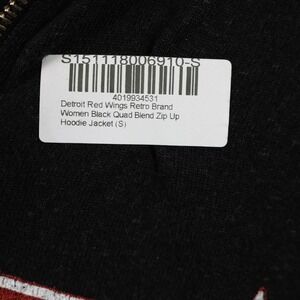 S151118006910-S
4019934531
Detroit Red Wings Retro Brand
Women Black Quad Blend Zip Up
Hoodie Jacket (S)